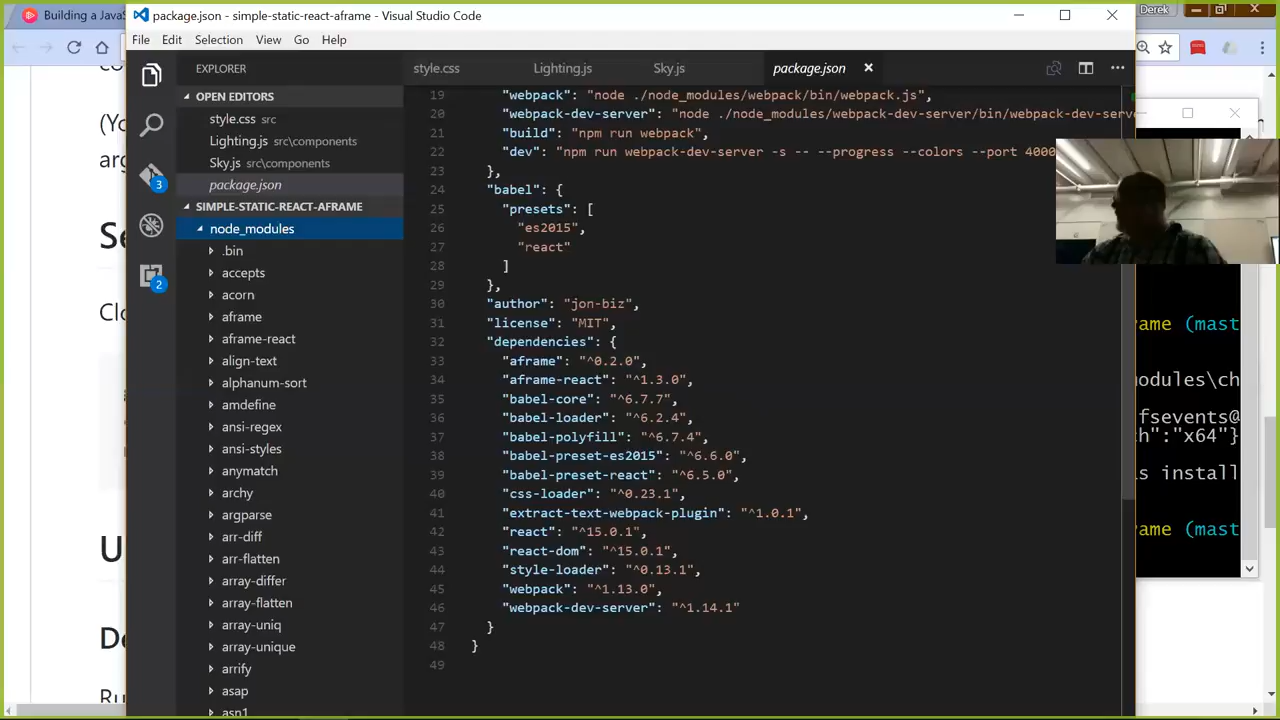 Building a JavaS
Derek
package.json - simple-static-react-aframe - Visual Studio Code
File Edit Selection View Go Help
EXPLORER
style.css Lighting.js Sky.js package.json
OPEN EDITORS
style.css src
Lighting.js src\components
Sky.js src\components
package.json
3
2
SIMPLE-STATIC-REACT-AFRAME
node_modules
.bin
accepts
acorn
aframe
aframe-react
align-text
alphanum-sort
amdefine
ansi-regex
ansi-styles
anymatch
archy
argparse
arr-diff
arr-flatten
array-differ
array-flatten
array-uniq
array-unique
arrify
asap
asn1
19 "webpack": "node ./node_modules/webpack/bin/webpack.js",
20 "webpack-dev-server": "node ./node_modules/webpack-dev-server/bin/webpack-dev-serve
21 "build": "npm run webpack",
22 "dev": "npm run webpack-dev-server -s -- --progress --colors --port 4000
23 },
24 "babel": {
25 "presets": [
26 "es2015",
27 "react"
28 ]
29 },
30 "author": "jon-biz",
31 "license": "MIT",
32 "dependencies": {
33 "aframe": "^0.2.0",
34 "aframe-react": "^1.3.0",
35 "babel-core": "^6.7.7",
36 "babel-loader": "^6.2.4",
37 "babel-polyfill": "^6.7.4",
38 "babel-preset-es2015": "^6.6.0",
39 "babel-preset-react": "^6.5.0",
40 "css-loader": "^0.23.1",
41 "extract-text-webpack-plugin": "^1.0.1",
42 "react": "^15.0.1",
43 "react-dom": "^15.0.1",
44 "style-loader": "^0.13.1",
45 "webpack": "^1.13.0",
46 "webpack-dev-server": "^1.14.1"
47 }
48 }
49
(Yo
arg
Se
Clo
U
De
Ru
ame (mast
odules\ch
fsevents@
ch":"x64"}
s install
ame (mast